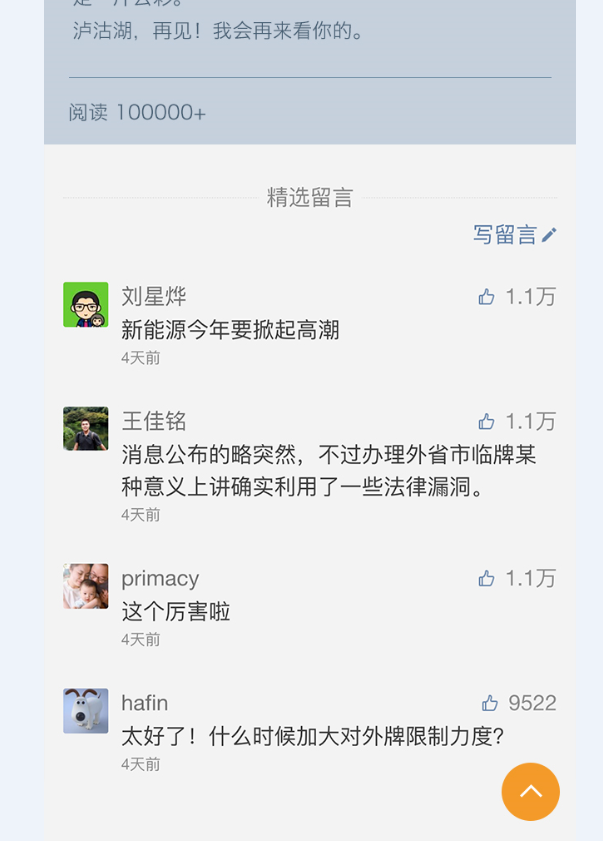 是一片云彩。
泸沽湖，再见！我会再来看你的。
阅读 100000+
精选留言
写留言
刘星烨 1.1万
新能源今年要掀起高潮
4天前
王佳铭 1.1万
消息公布的略突然，不过办理外省市临牌某
种意义上讲确实利用了一些法律漏洞。
4天前
primacy 1.1万
这个厉害啦
4天前
hafin 9522
太好了！什么时候加大对外牌限制力度？
4天前